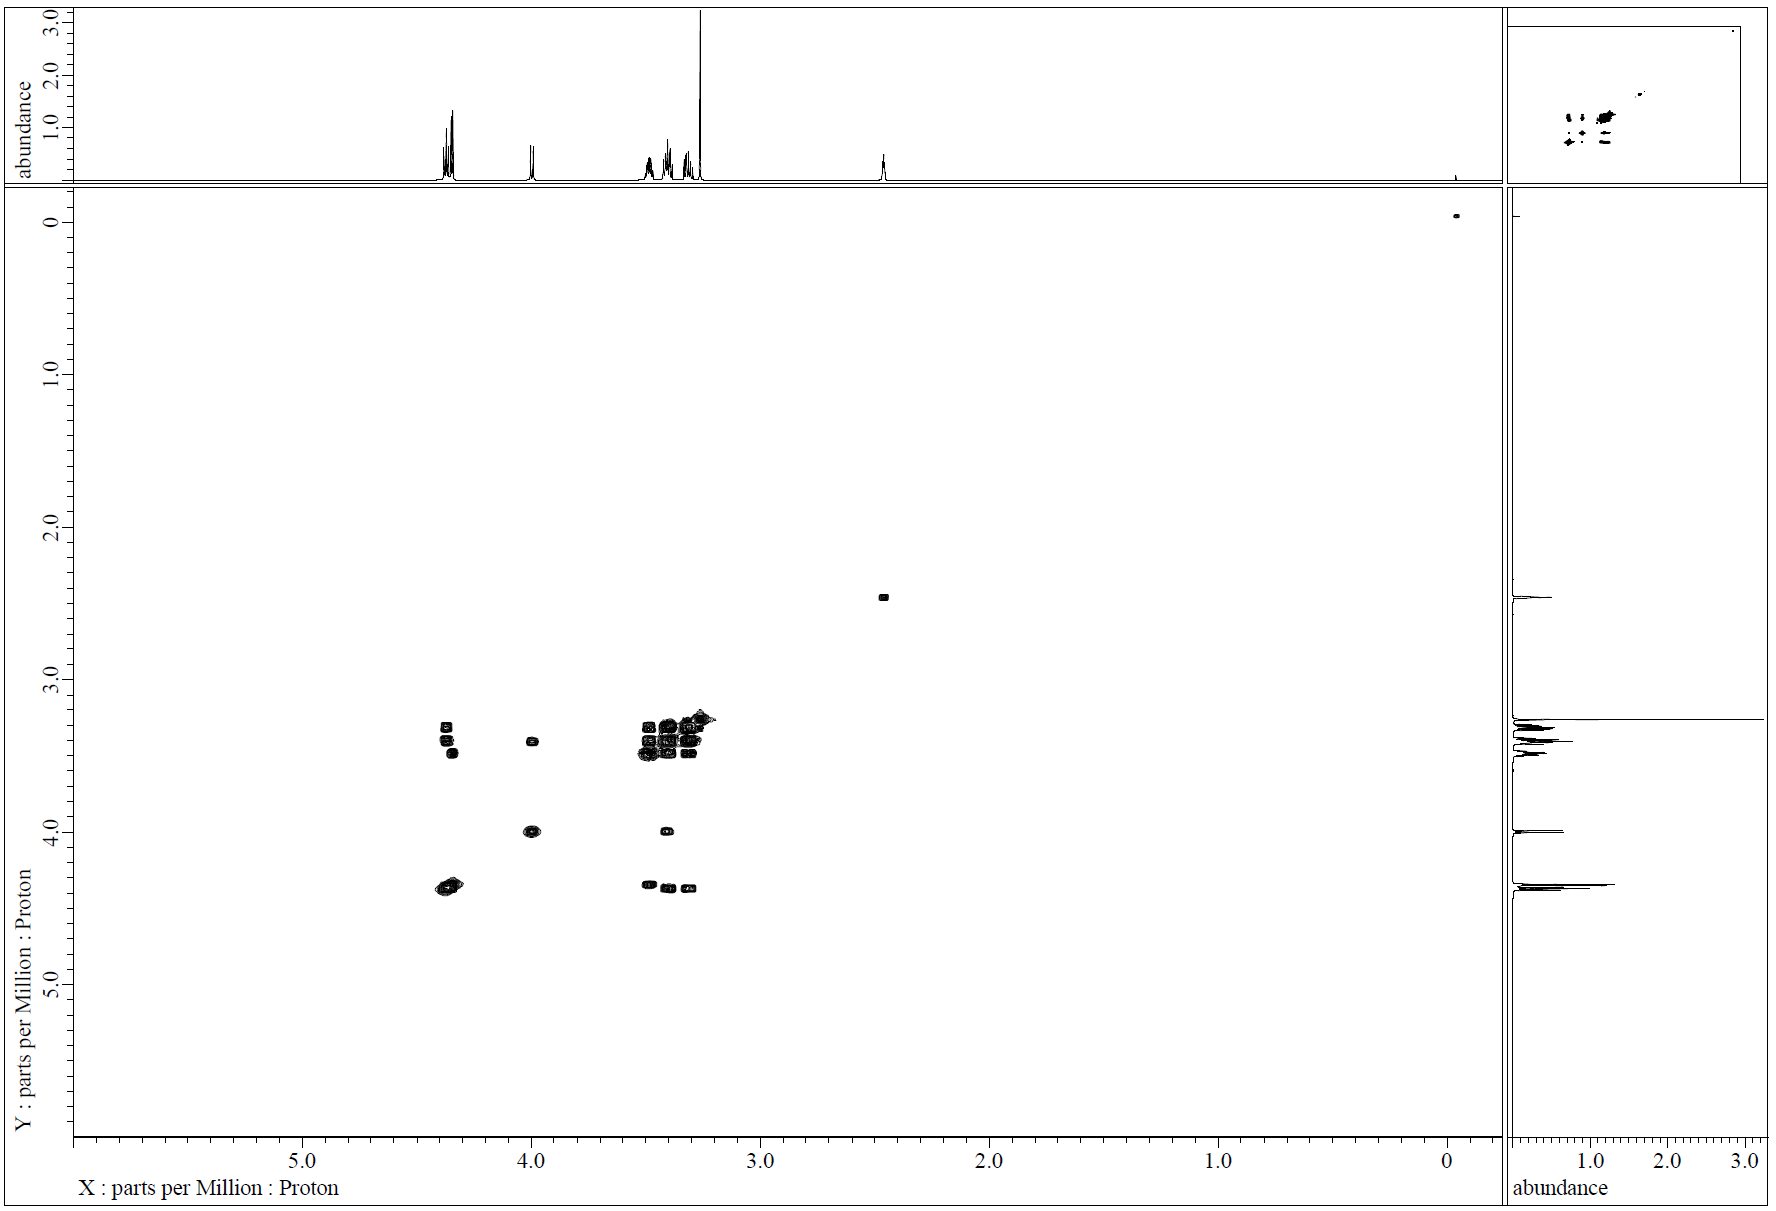 abundance
3.0
2.0
1.0
0
1.0
2.0
3.0
4.0
5.0
Y : parts per Million : Proton
5.0 4.0 3.0 2.0 1.0 0
X : parts per Million : Proton
1.0 2.0 3.0
abundance